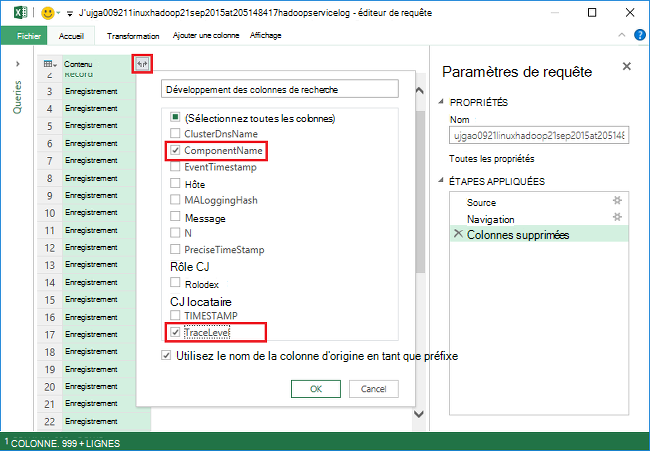 J'ujga009211inuxhadoop21sep2015at205148417hadoopservicelog - éditeur de requête
Fichier Accueil Transformation Ajouter une colonne Affichage
Queries
Contenu
2 Record
3 Enregistrement
4 Enregistrement
5 Enregistrement
6 Enregistrement
7 Enregistrement
8 Enregistrement
9 Enregistrement
10 Enregistrement
11 Enregistrement
12 Enregistrement
13 Enregistrement
14 Enregistrement
15 Enregistrement
16 Enregistrement
17 Enregistrement
18 Enregistrement
19 Enregistrement
20 Enregistrement
21 Enregistrement
22 Enregistrement
Développement des colonnes de recherche
(Sélectionnez toutes les colonnes)
ClusterDnsName
ComponentName
EventTimestamp
Hôte
MALoggingHash
Message
N
PreciseTimeStamp
Rôle CJ
Rolodex
CJ locataire
TIMESTAMP
TraceLevel
Utilisez le nom de la colonne d'origine en tant que préfixe
OK
Cancel
Paramètres de requête
PROPRIÉTÉS
Nom
ujgao0921linuxhadoop21sep2015at20514
Toutes les propriétés
ÉTAPES APPLIQUÉES
Source
Navigation
Colonnes supprimées
1 COLONNE. 999 + LIGNES